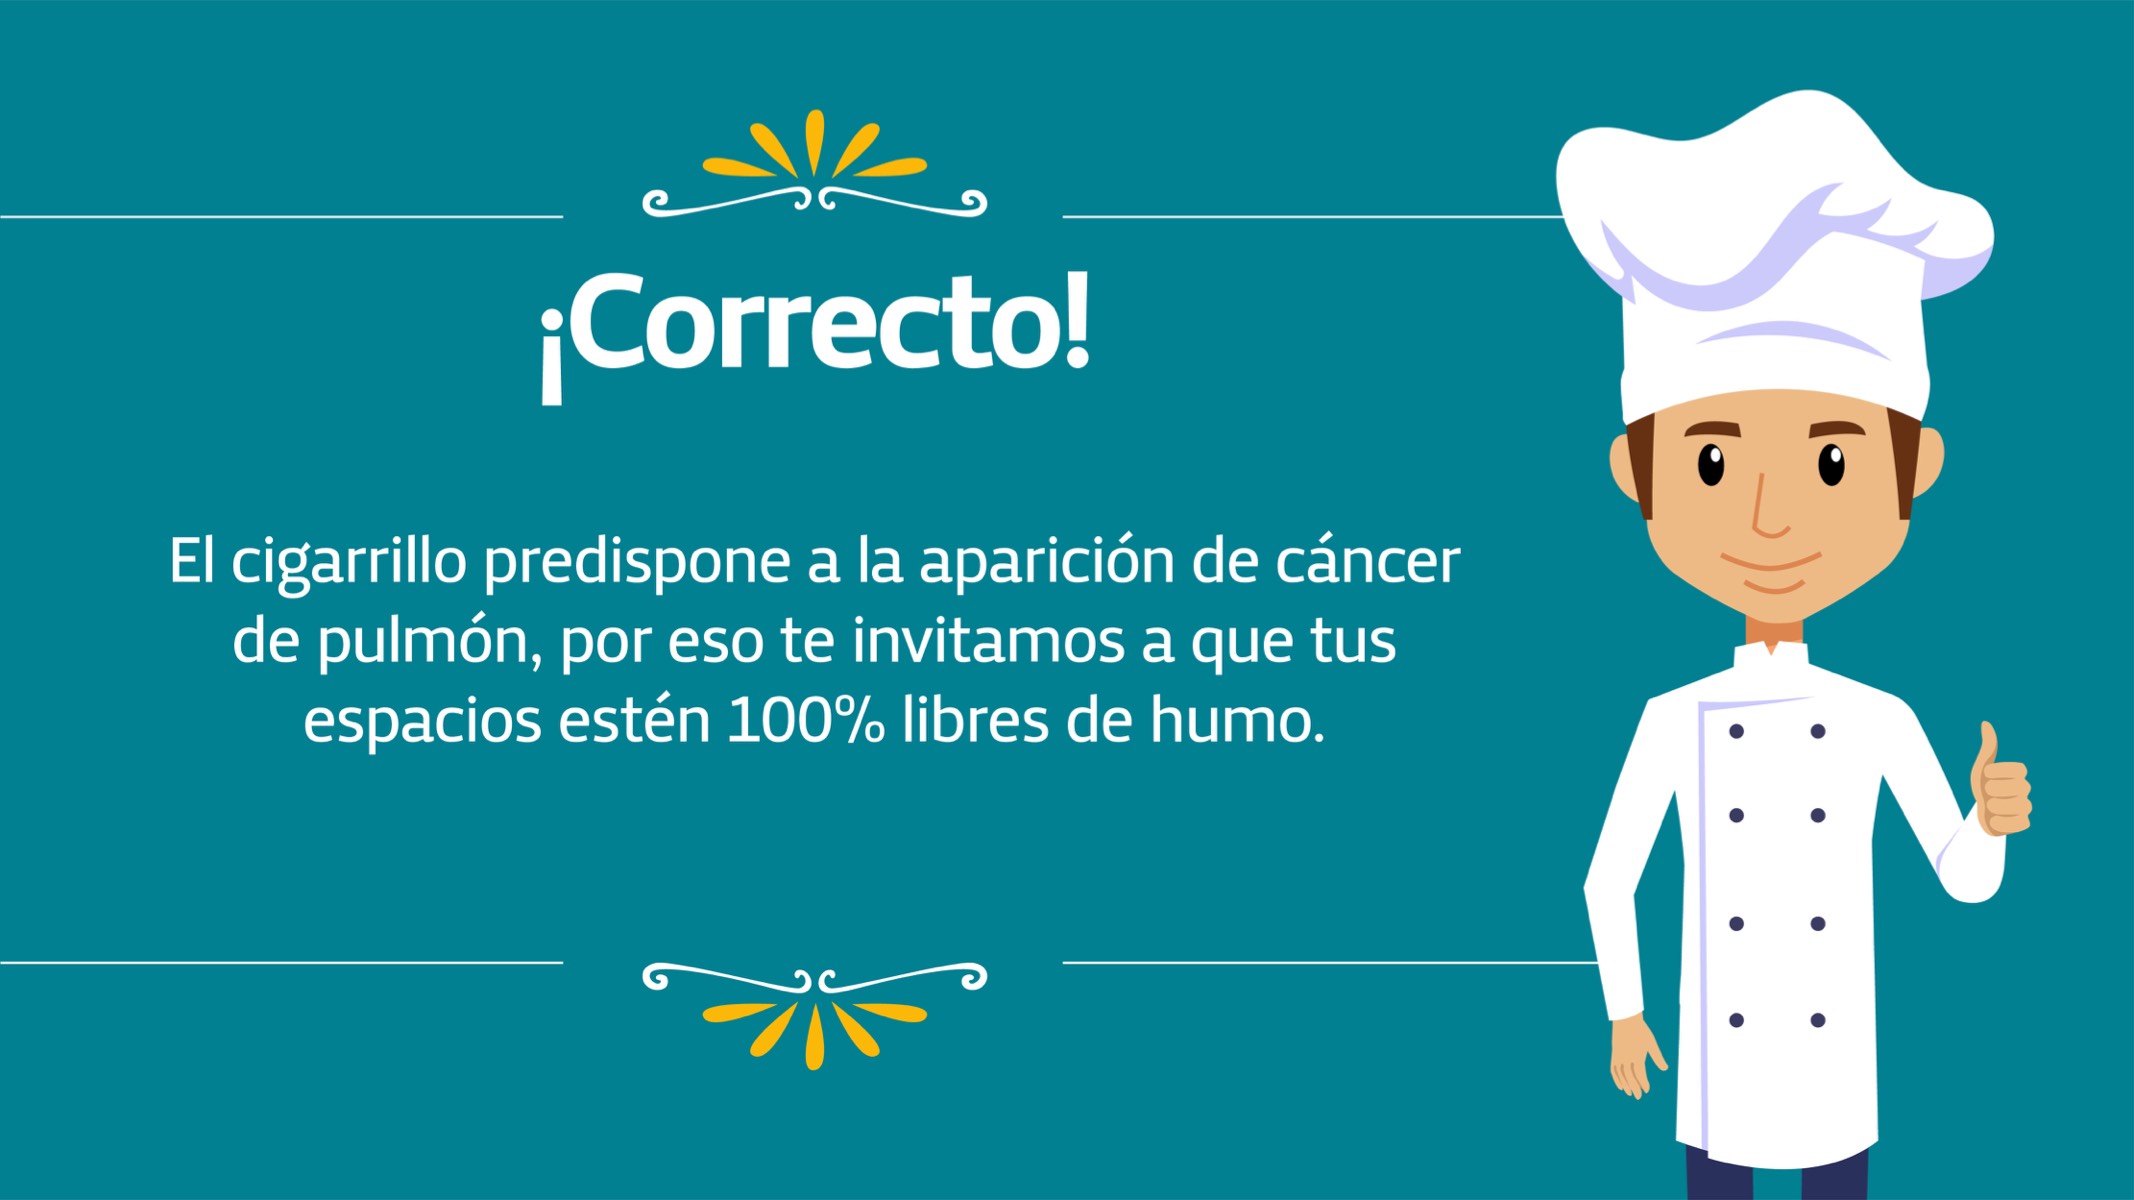 ¡Correcto!
El cigarrillo predispone a la aparición de cáncer
de pulmón, por eso te invitamos a que tus
espacios estén 100% libres de humo.